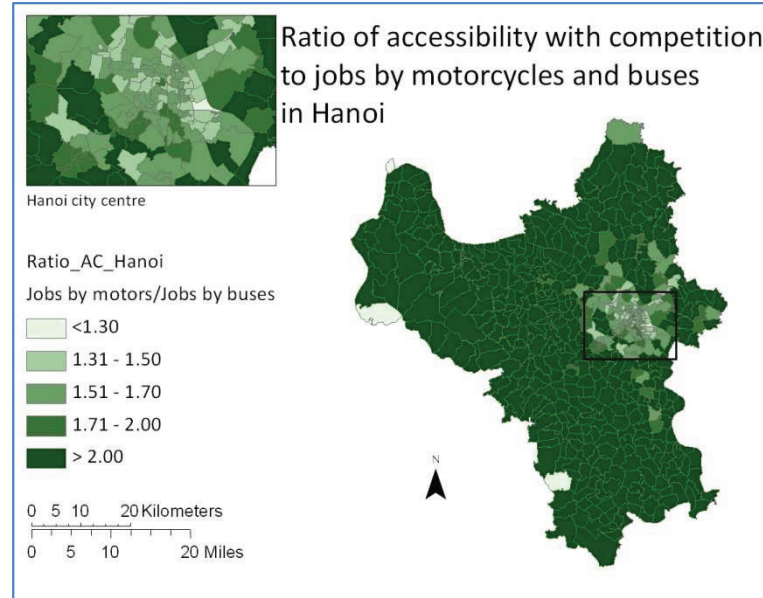 Ratio of accessibility with competition
to jobs by motorcycles and buses
in Hanoi
Hanoi city centre
Ratio_AC_Hanoi
Jobs by motors/Jobs by buses
<1.30
1.31 - 1.50
1.51 - 1.70
1.71 - 2.00
> 2.00
N
0 5 10 20 Kilometers
0 5 10 20 Miles